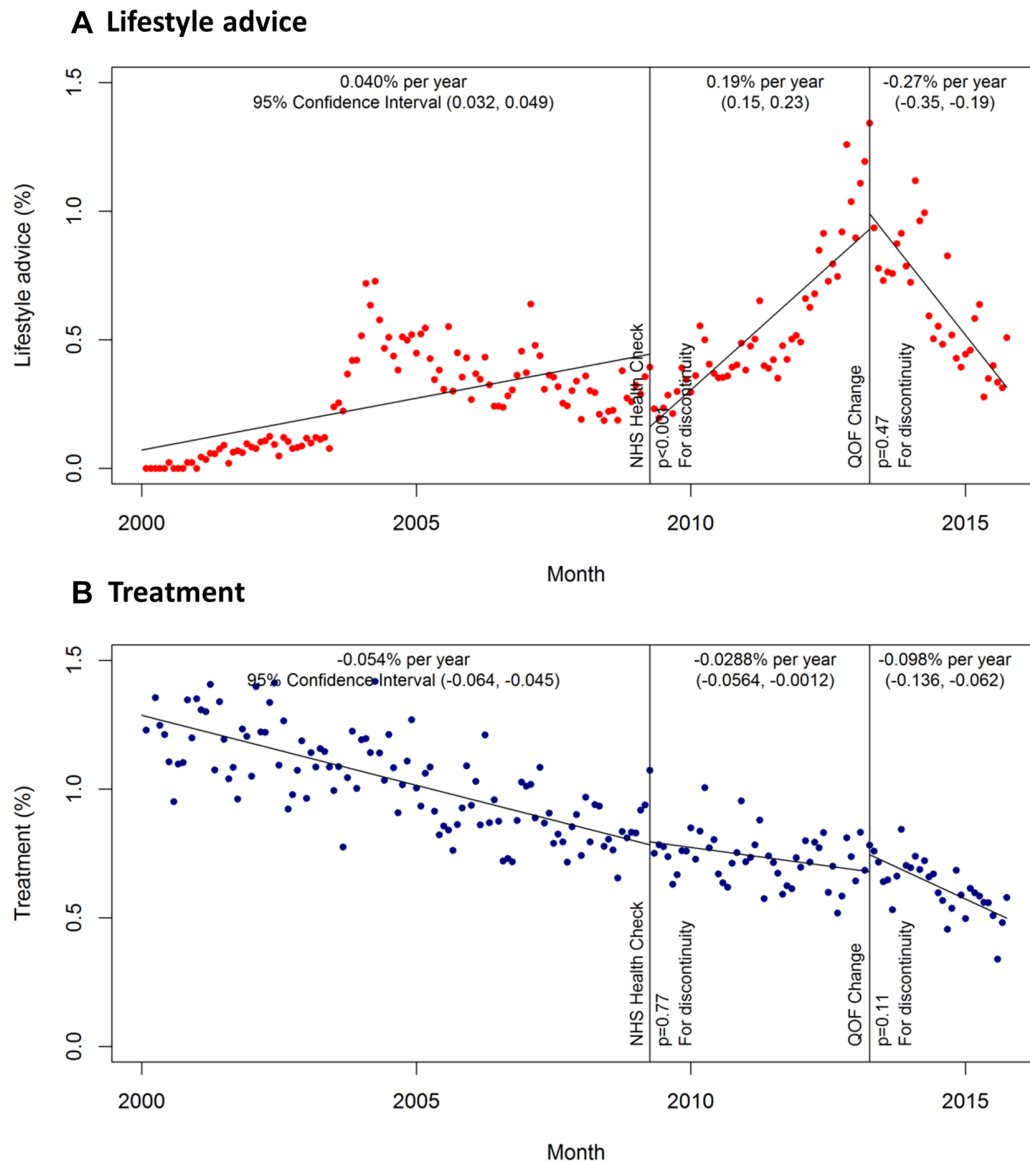 A Lifestyle advice
0.040% per year
95% Confidence Interval (0.032, 0.049)
0.19% per year
(0.15, 0.23)
-0.27% per year
(-0.35, -0.19)
Lifestyle advice (%)
1.5
1.0
0.5
0.0
NHS Health Check
p<0.001
For discontinuity
QOF Change
p=0.47
For discontinuity
2000
2005
2010
2015
Month
B Treatment
-0.054% per year
95% Confidence Interval (-0.064, -0.045)
-0.0288% per year
(-0.0564, -0.0012)
-0.098% per year
(-0.136, -0.062)
Treatment (%)
1.5
1.0
0.5
0.0
NHS Health Check
p=0.77
For discontinuity
QOF Change
p=0.11
For discontinuity
2000
2005
2010
2015
Month